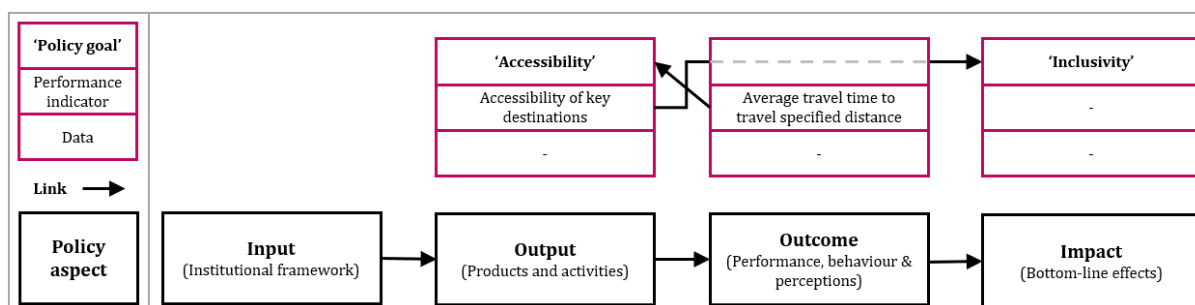 ‘Policy goal’
Performance
indicator
Data
Link
Policy
aspect
‘Accessibility’
Accessibility of key
destinations
-
Average travel time to
travel specified distance
-
‘Inclusivity’
-
-
Input
(Institutional framework)
Output
(Products and activities)
Outcome
(Performance, behaviour &
perceptions)
Impact
(Bottom-line effects)